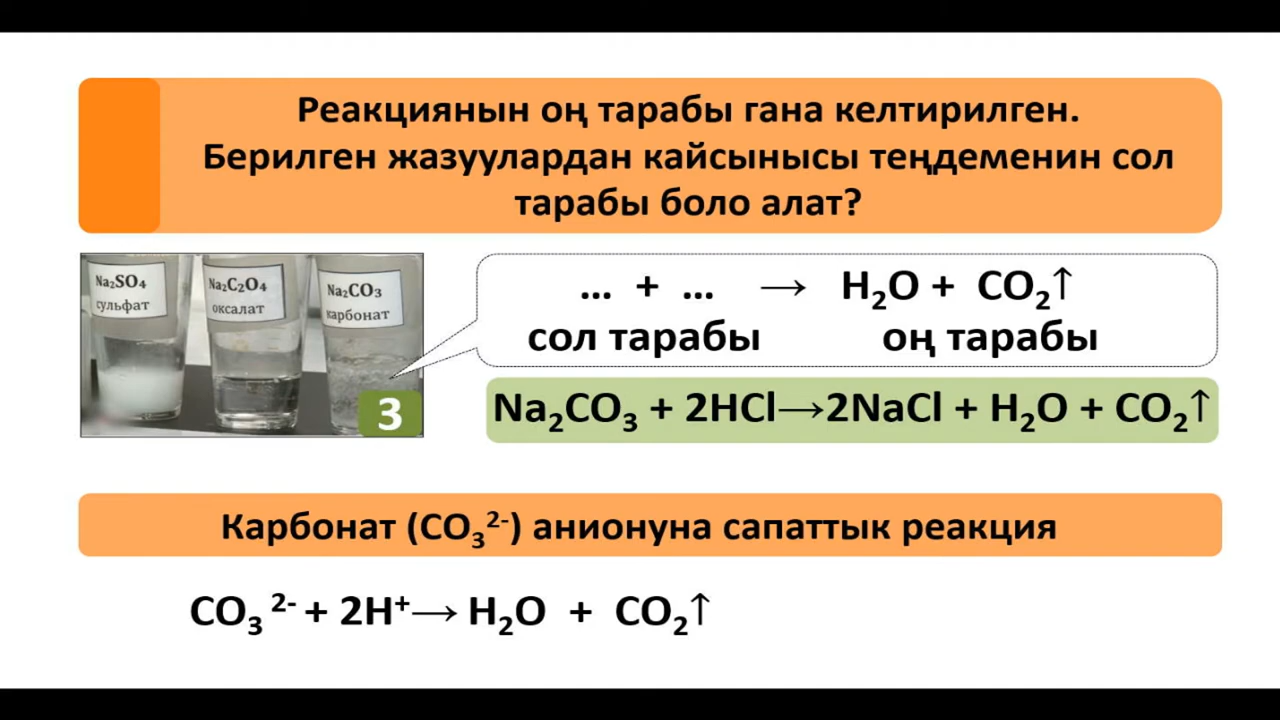 Реакциянын оң тарабы гана келтирилген.
Берилген жазуулардан кайсынысы теңдеменин сол
тарабы боло алат?
Na₂SO₄
сульфат
Na₂C₂O₄
оксалат
Na₂CO₃
карбонат
3
... + ... → H₂O + CO₂↑
сол тарабы оң тарабы
Na₂CO₃ + 2HCl→2NaCl + H₂O + CO₂↑
Карбонат (CO₃²⁻) анионуна сапаттык реакция
CO₃ ²⁻ + 2H⁺→ H₂O + CO₂↑